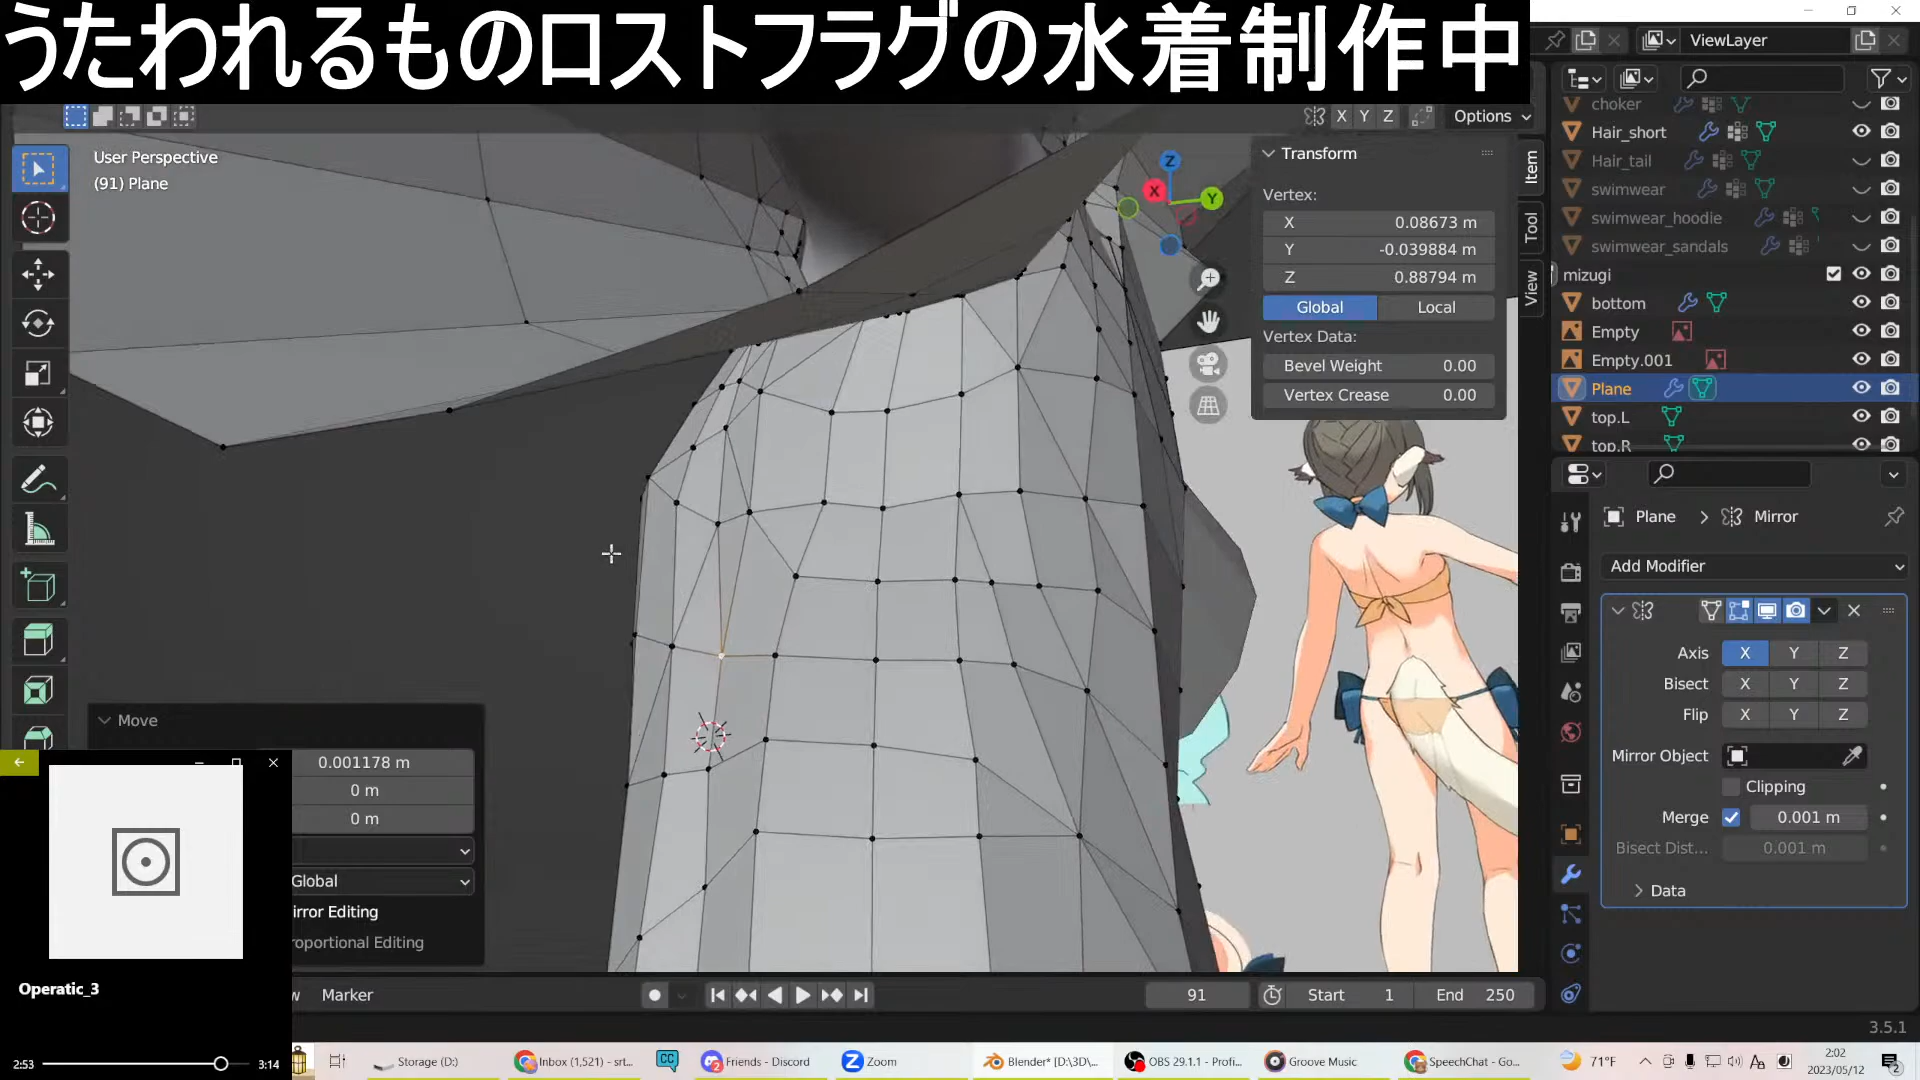 うたわれるものロストフラグの水着制作中
ViewLayer
X Y Z
Options
User Perspective
(91) Plane
Transform
Vertex:
X 0.08673 m
Y -0.039884 m
Z 0.88794 m
Global Local
Vertex Data:
Bevel Weight 0.00
Vertex Crease 0.00
Item
Tool
View
Z
X
Y
choker
Hair_short
Hair_tail
swimwear
swimwear_hoodie
swimwear_sandals
mizugi
bottom
Empty
Empty.001
Plane
top.L
top.R
Plane > Mirror
Add Modifier
Axis X Y Z
Bisect X Y Z
Flip X Y Z
Mirror Object
Clipping
Merge 0.001 m
Bisect Dist... 0.001 m
Data
Move
0.001178 m
0 m
0 m
Global
irror Editing
roportional Editing
Operatic_3
2:53 3:14
w Marker
91
Start 1
End 250
3.5.1
Storage (D:)
Inbox (1,521) - srt...
CC
Friends - Discord
2
Zoom
Blender* [D:\3D\...
OBS 29.1.1 - Profi...
Groove Music
SpeechChat - Go...
71°F
A
2:02
2023/05/12
2